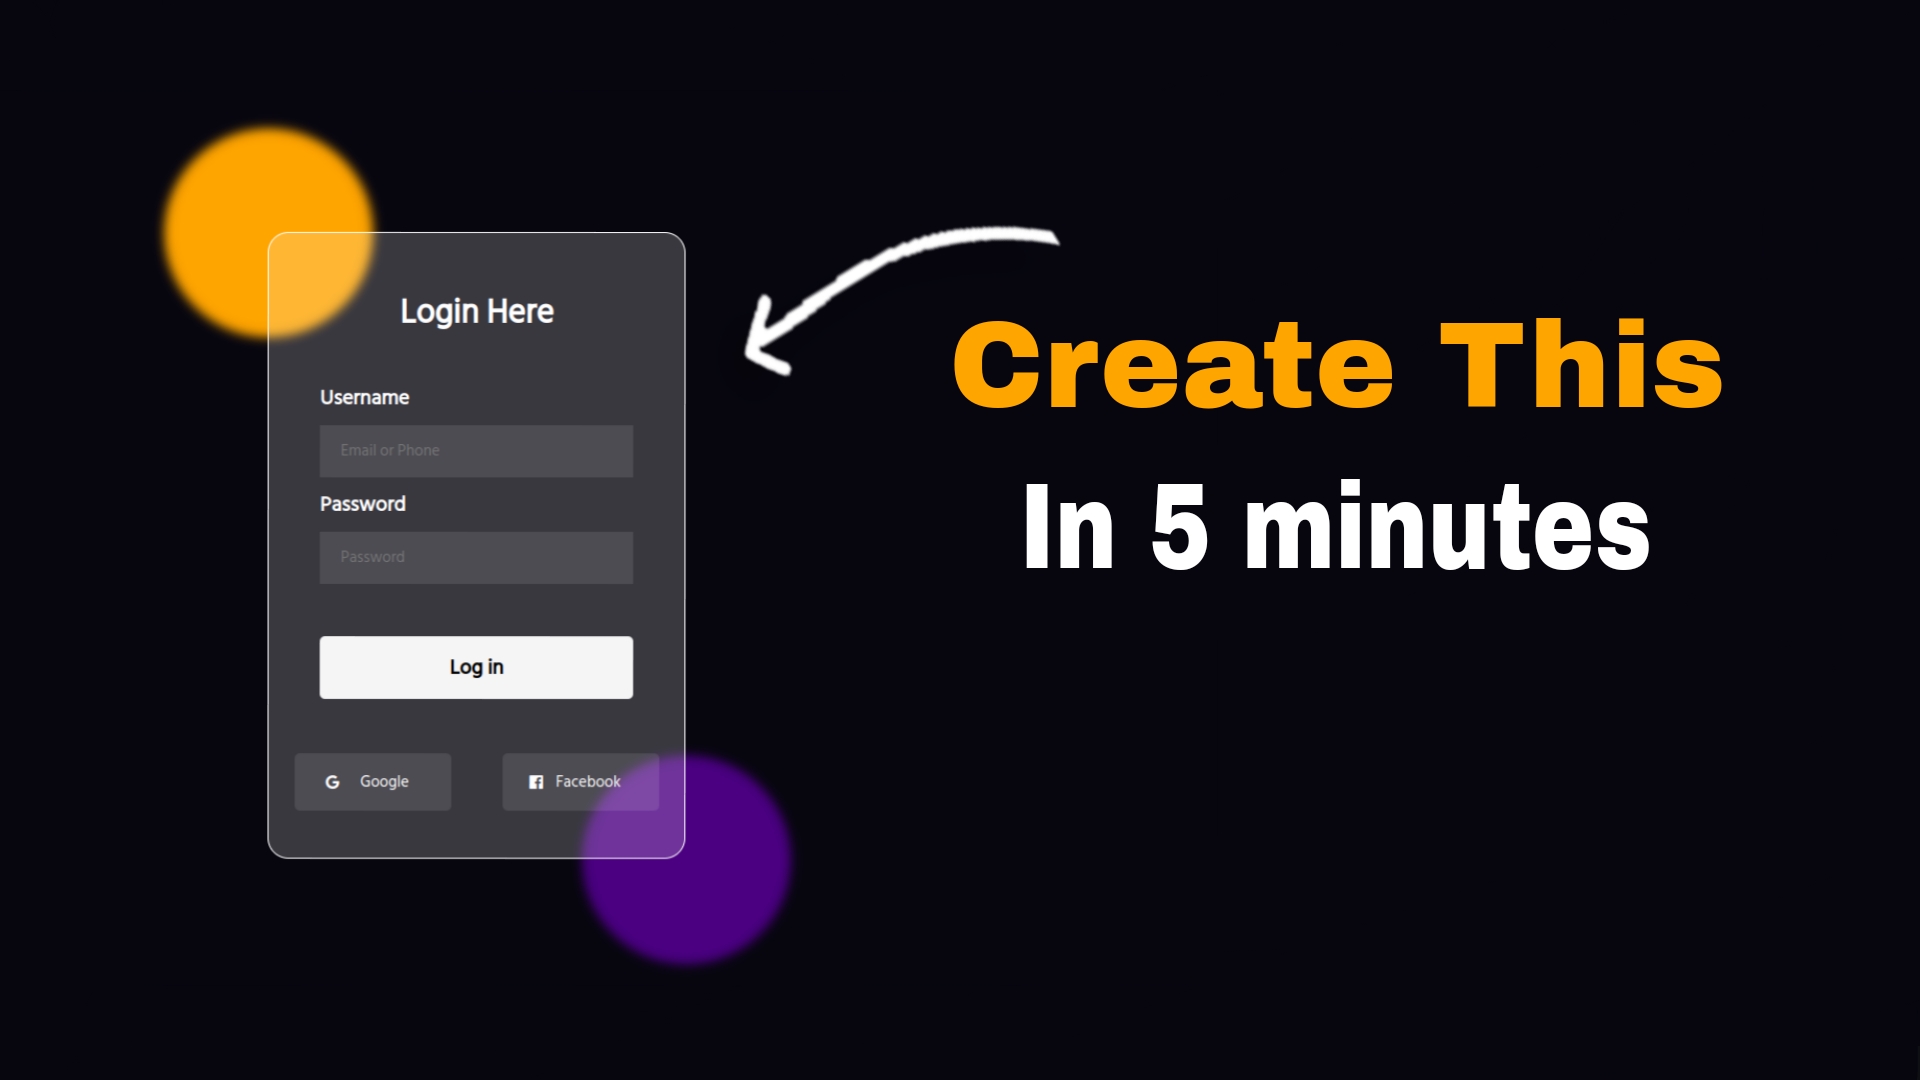 Login Here
Username
Email or Phone
Password
Password
Log in
Google
Facebook
Create This
In 5 minutes